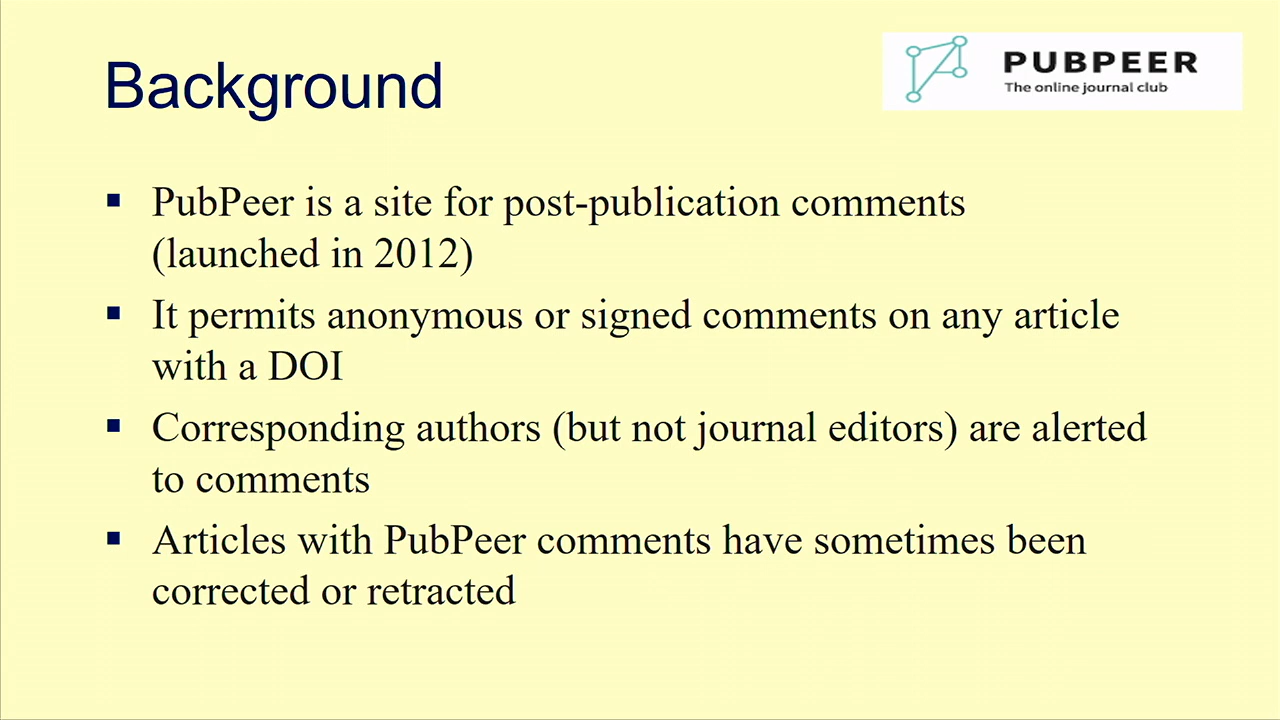 Background
PUBPEER
The online journal club
▪ PubPeer is a site for post-publication comments
(launched in 2012)
▪ It permits anonymous or signed comments on any article
with a DOI
▪ Corresponding authors (but not journal editors) are alerted
to comments
▪ Articles with PubPeer comments have sometimes been
corrected or retracted